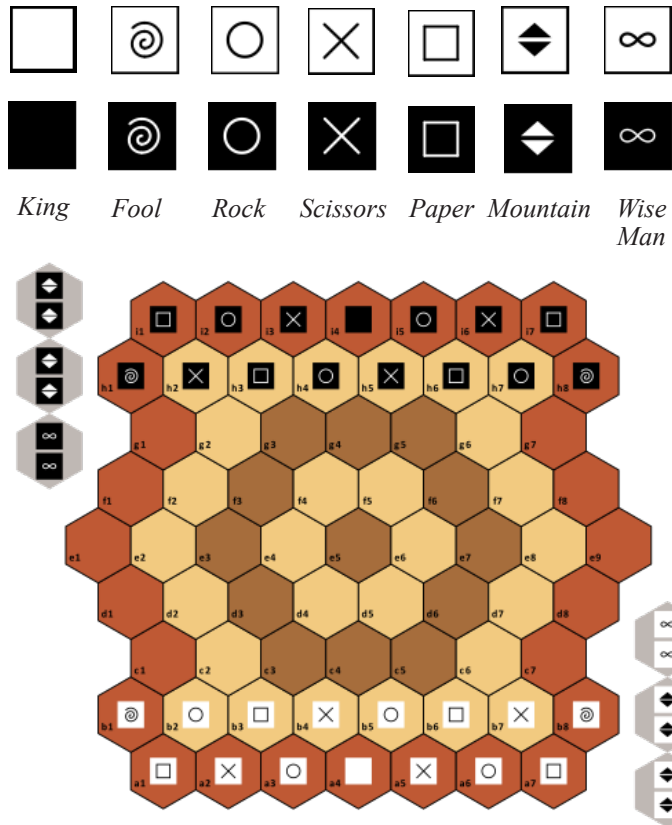 King Fool Rock Scissors Paper Mountain Wise
Man
i1 i2 i3 i4 i5 i6 i7
h1 h2 h3 h4 h5 h6 h7 h8
g1 g2 g3 g4 g5 g6 g7
f1 f2 f3 f4 f5 f6 f7 f8
e1 e2 e3 e4 e5 e6 e7 e8 e9
d1 d2 d3 d4 d5 d6 d7 d8
c1 c2 c3 c4 c5 c6 c7
b1 b2 b3 b4 b5 b6 b7 b8
a1 a2 a3 a4 a5 a6 a7